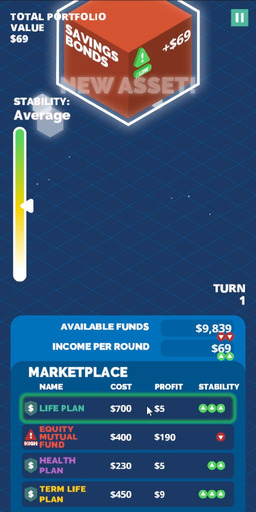 TOTAL PORTFOLIO
VALUE
$69
SAVINGS
BONDS
+$69
LOW
NEW ASSET!
STABILITY:
Average
TURN
1
AVAILABLE FUNDS $9,839
INCOME PER ROUND $69
MARKETPLACE
NAME COST PROFIT STABILITY
LIFE PLAN $700 $5
EQUITY
MUTUAL
FUND $400 $190
HIGH
HEALTH
PLAN $230 $5
TERM LIFE
PLAN $450 $9